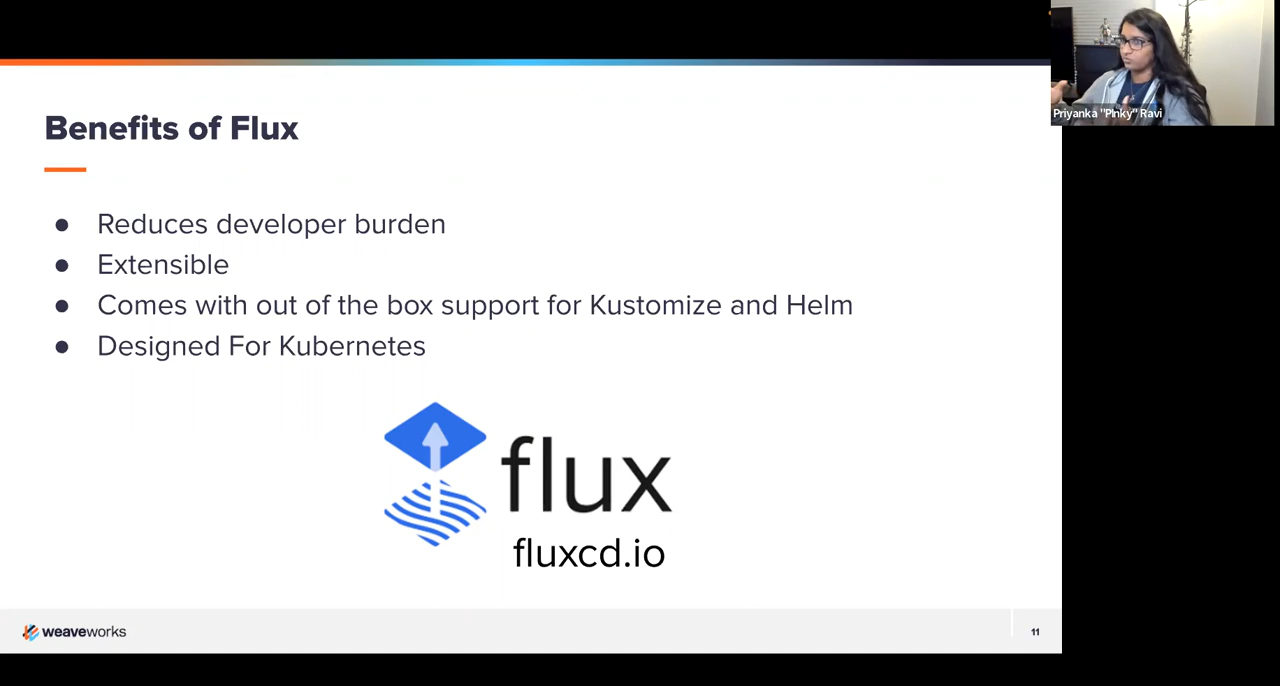 Benefits of Flux
● Reduces developer burden
● Extensible
● Comes with out of the box support for Kustomize and Helm
● Designed For Kubernetes
flux
fluxcd.io
weaveworks
11
Priyanka "Pinky" Ravi